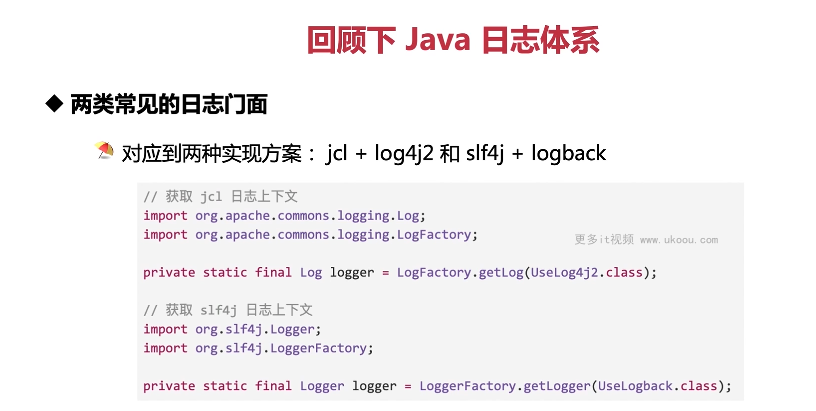 回顾下 Java 日志体系
◆ 两类常见的日志门面
对应到两种实现方案： jcl + log4j2 和 slf4j + logback
// 获取 jcl 日志上下文
import org.apache.commons.logging.Log;
import org.apache.commons.logging.LogFactory;
更多it视频 www.ukoou.com
private static final Log logger = LogFactory.getLog(UseLog4j2.class);
// 获取 slf4j 日志上下文
import org.slf4j.Logger;
import org.slf4j.LoggerFactory;
private static final Logger logger = LoggerFactory.getLogger(UseLogback.class);